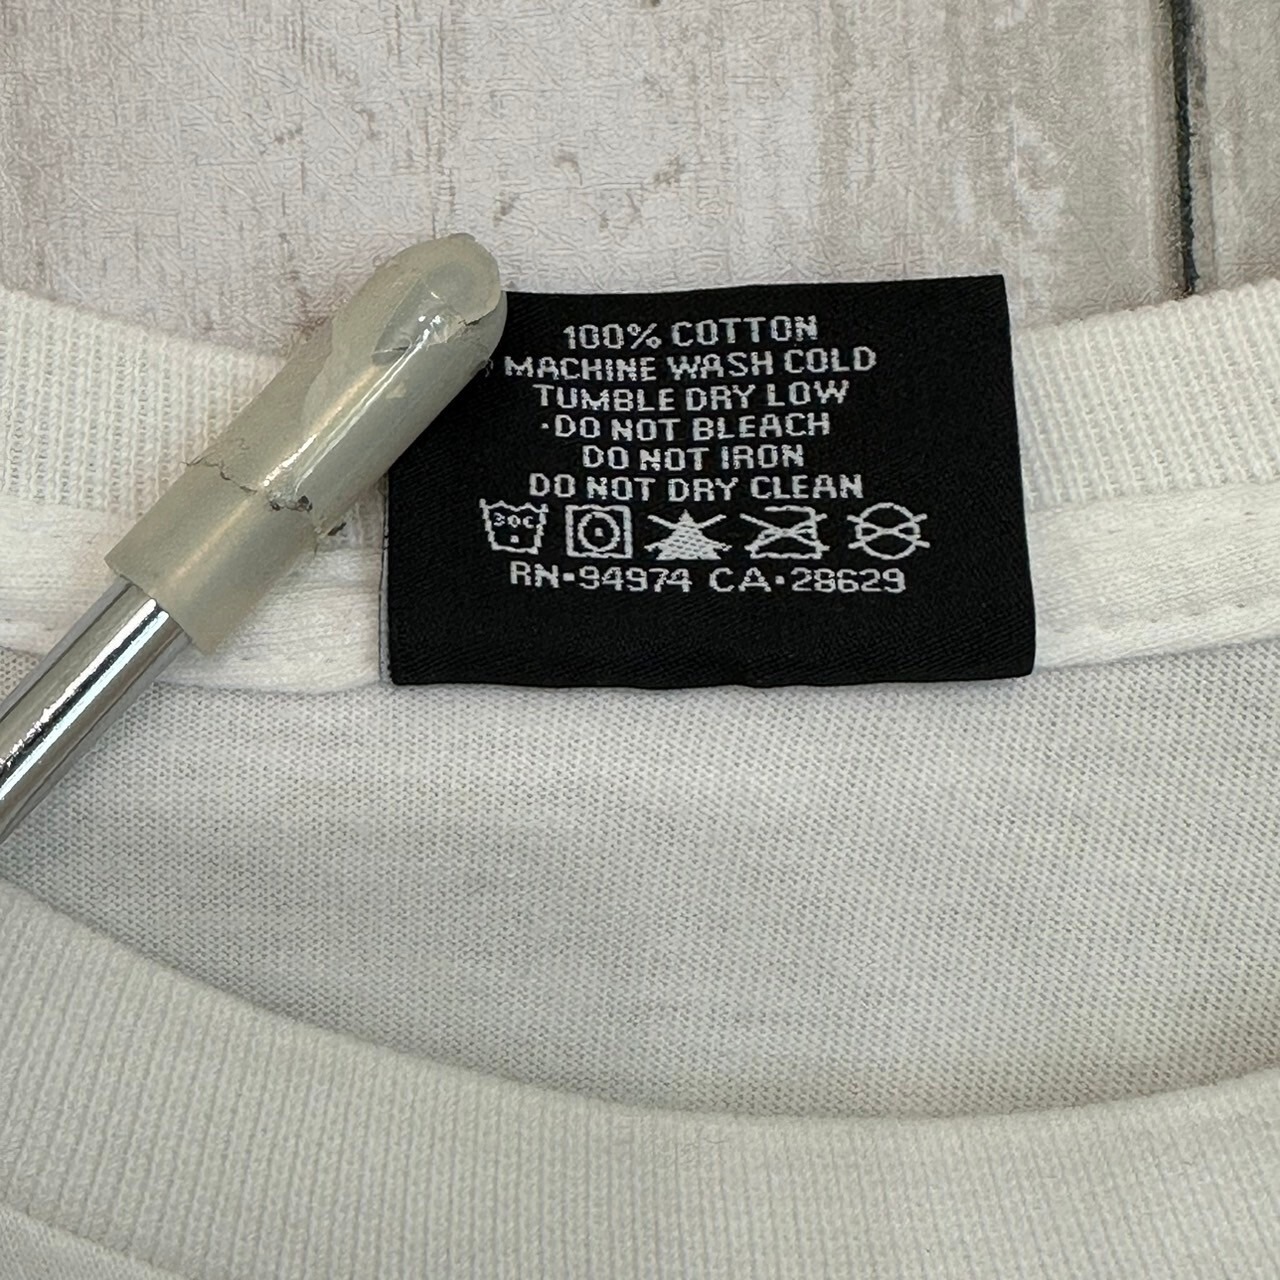 100% COTTON
MACHINE WASH COLD
TUMBLE DRY LOW
·DO NOT BLEACH
DO NOT IRON
DO NOT DRY CLEAN
30C
RN·94974 CA·28629